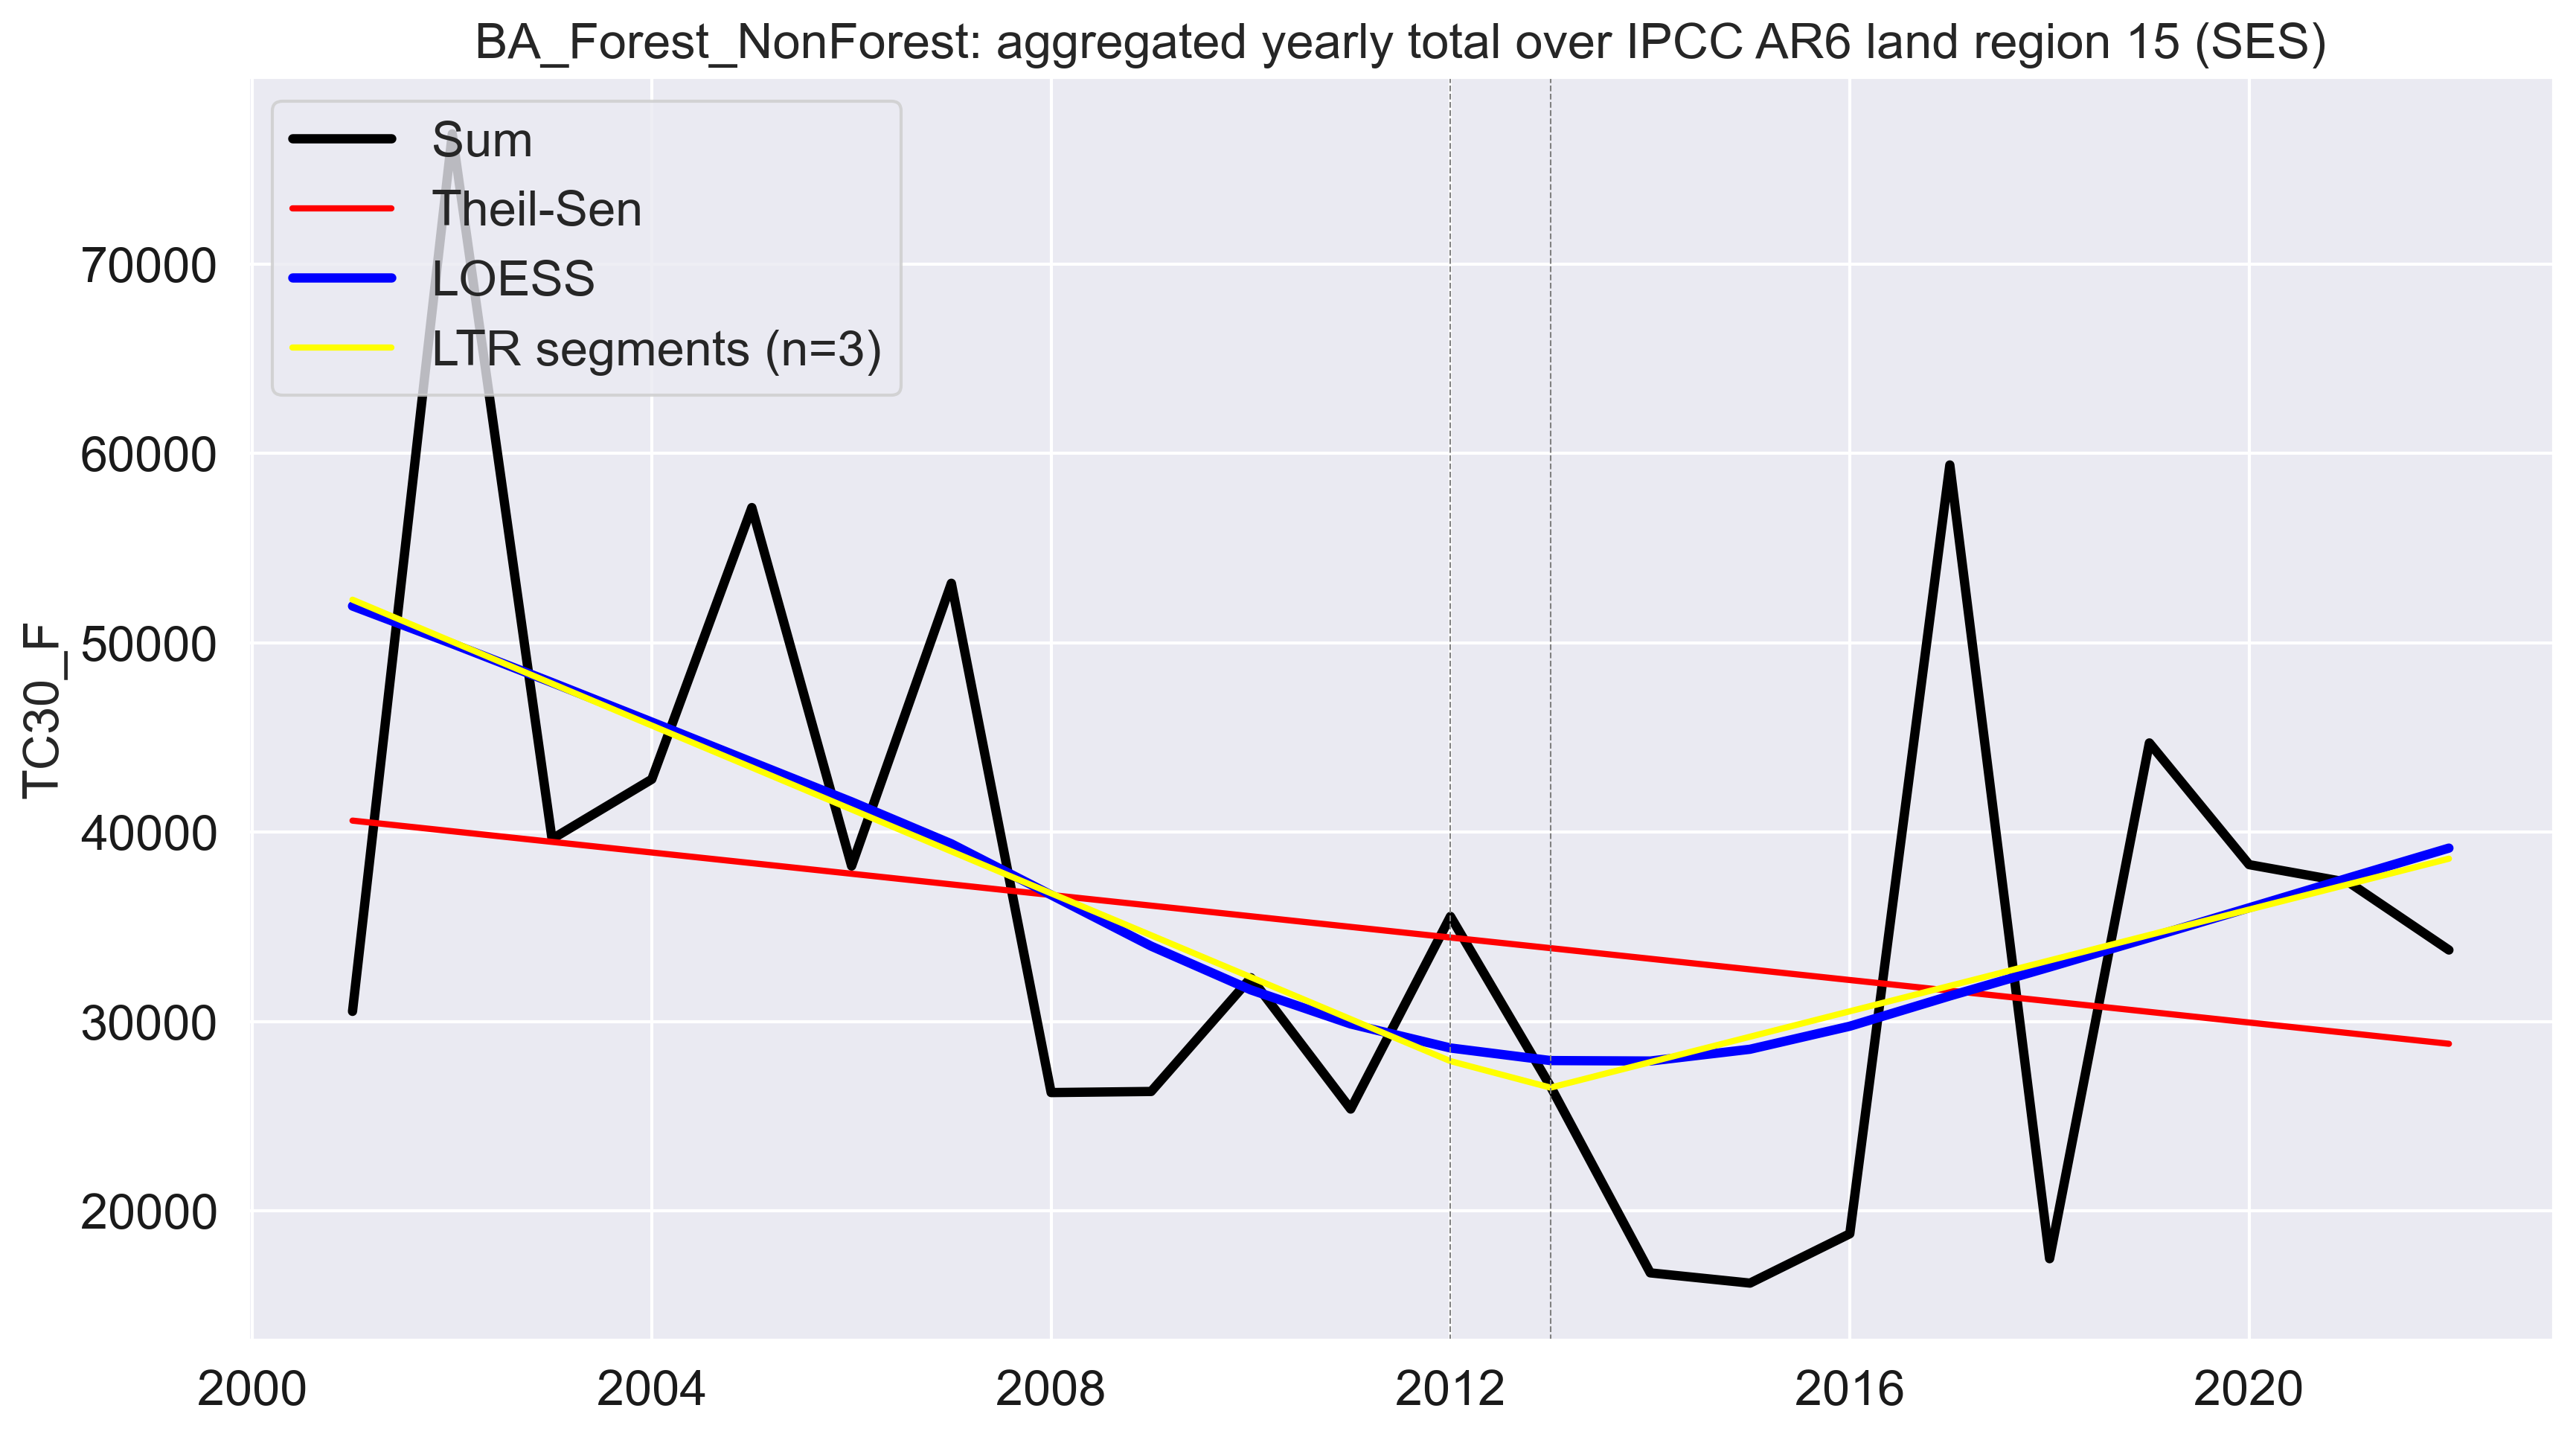 BA_Forest_NonForest: aggregated yearly total over IPCC AR6 land region 15 (SES)
Sum
Theil-Sen
LOESS
LTR segments (n=3)
TC30_F
70000
60000
50000
40000
30000
20000
2000 2004 2008 2012 2016 2020